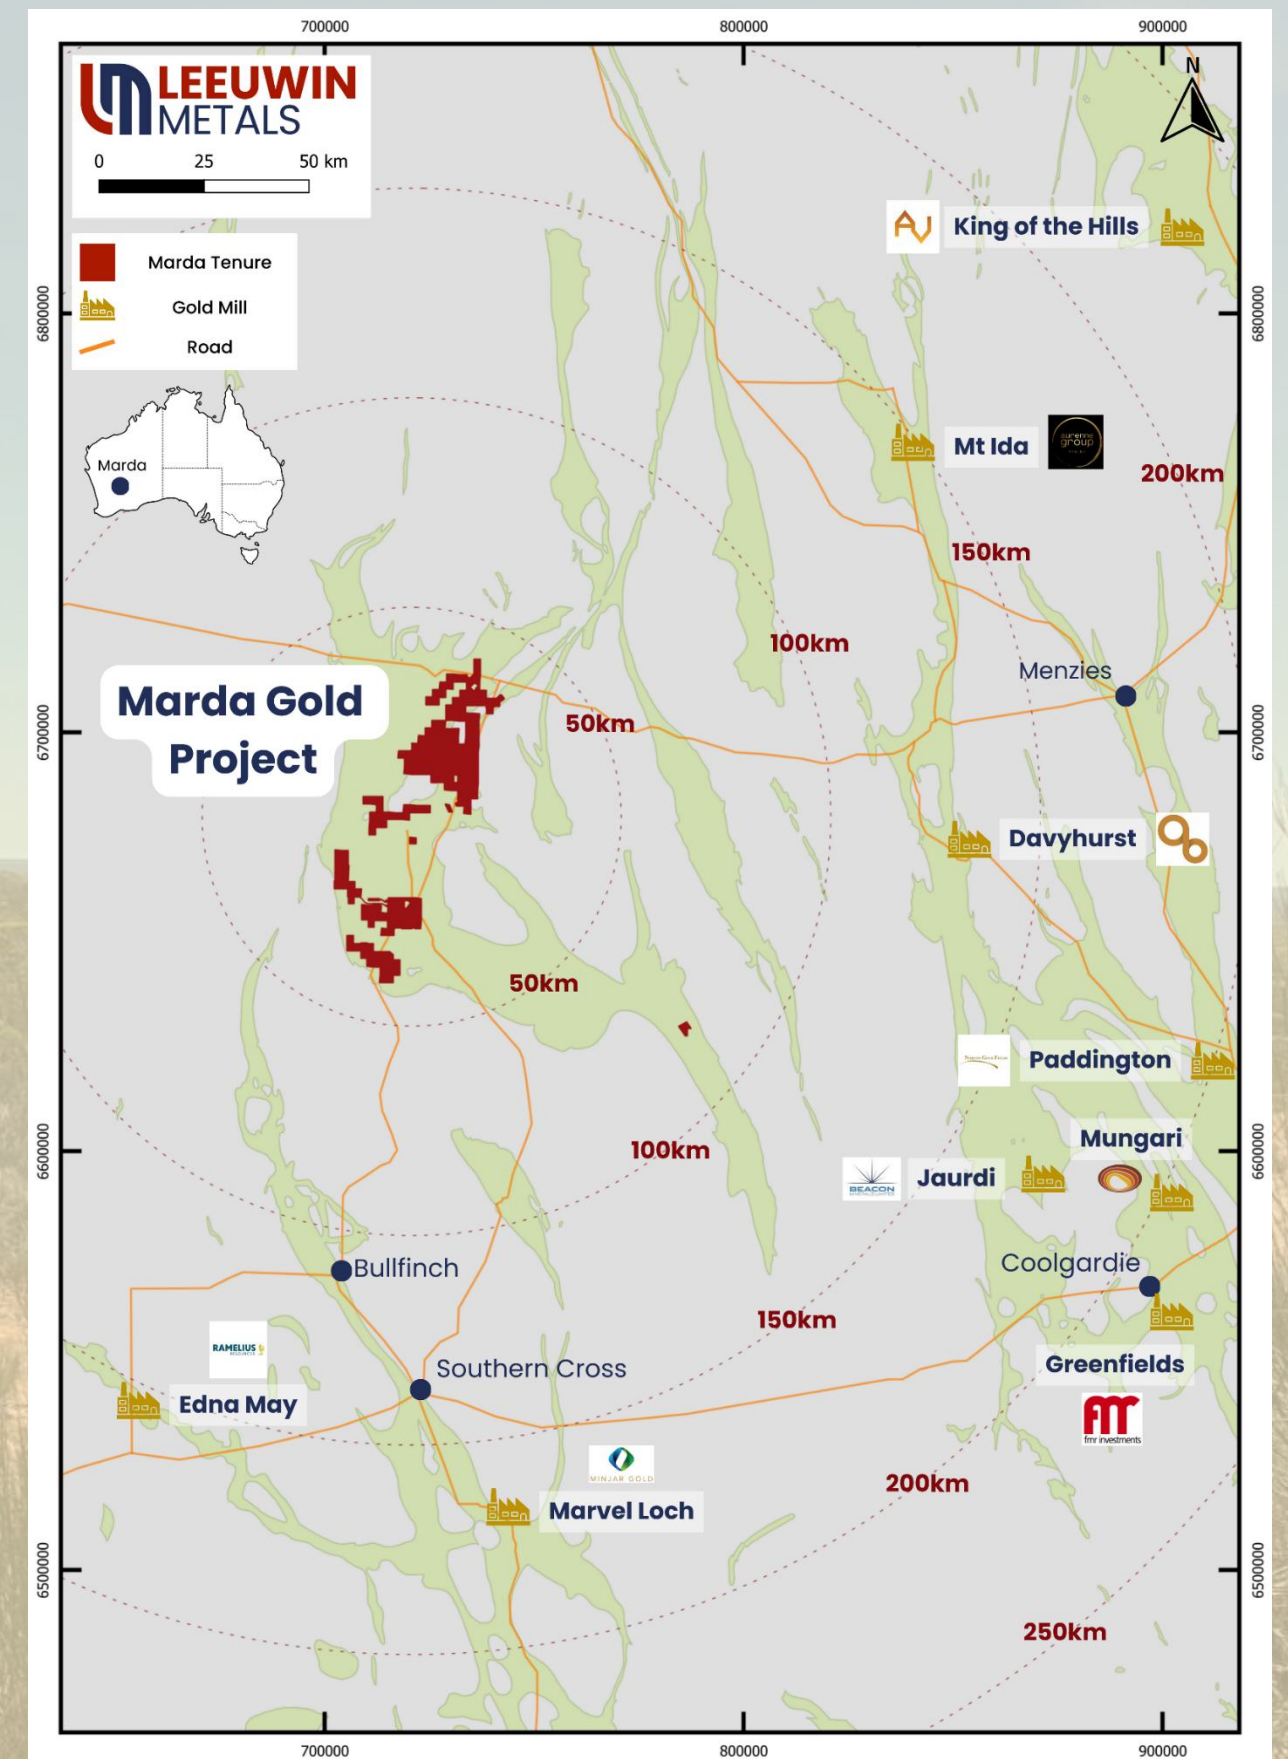 700000
800000
900000
LEEUWIN
METALS
0 25 50 km
N
Marda Tenure
Gold Mill
Road
King of the Hills
6800000
6800000
Mt Ida
Marda
200km
150km
100km
Menzies
Marda Gold
Project
50km
6700000
6700000
Davyhurst
50km
Paddington
Mungari
100km
6600000
6600000
BEACON
Jaurdi
Bullfinch
Coolgardie
150km
RAMELIUS
RESOURCES
Southern Cross
Greenfields
Edna May
fmr investments
MINJAR GOLD
200km
Marvel Loch
6500000
6500000
250km
700000
800000
900000